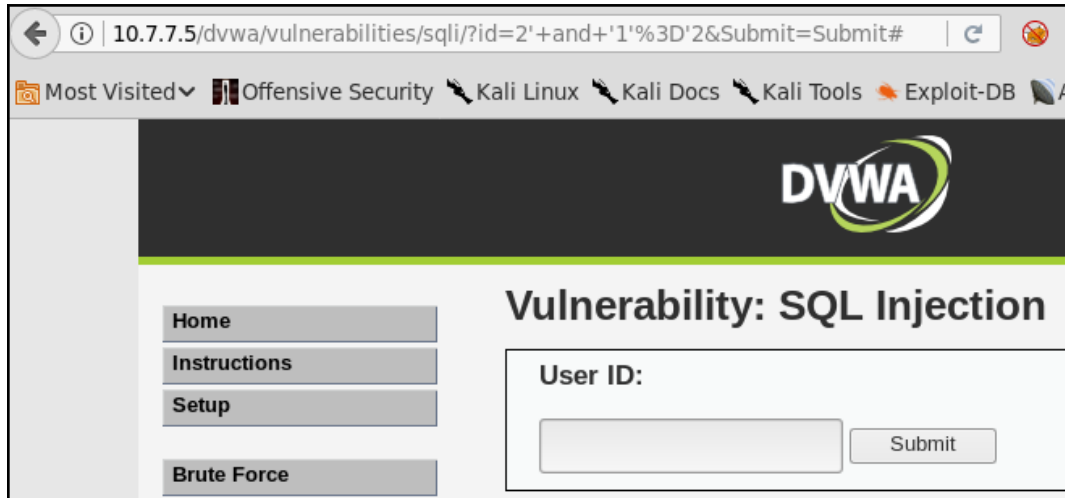 10.7.7.5/dvwa/vulnerabilities/sqli/?id=2'+and+'1'%3D'2&Submit=Submit#
Most Visited Offensive Security Kali Linux Kali Docs Kali Tools Exploit-DB
DVWA
Vulnerability: SQL Injection
Home
Instructions
Setup
Brute Force
User ID:
Submit